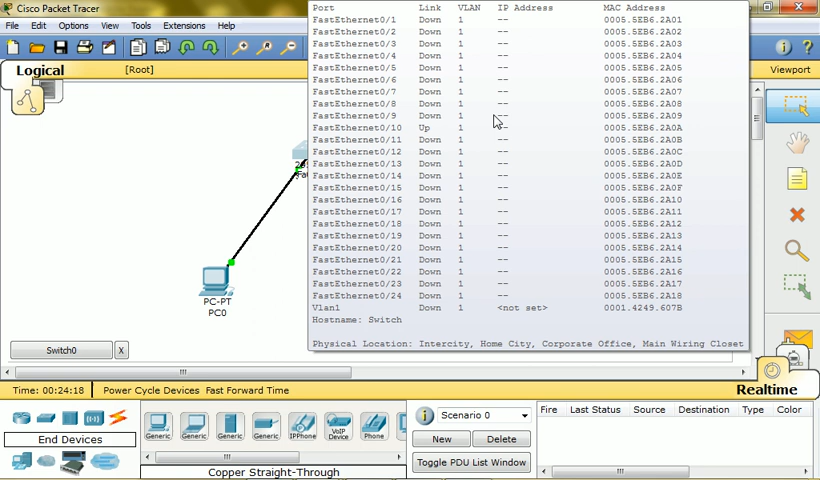 Cisco Packet Tracer
File Edit Options View Tools Extensions Help
Logical [Root] Viewport
Port Link VLAN IP Address MAC Address
FastEthernet0/1 Down 1 -- 0005.5EB6.2A01
FastEthernet0/2 Down 1 -- 0005.5EB6.2A02
FastEthernet0/3 Down 1 -- 0005.5EB6.2A03
FastEthernet0/4 Down 1 -- 0005.5EB6.2A04
FastEthernet0/5 Down 1 -- 0005.5EB6.2A05
FastEthernet0/6 Down 1 -- 0005.5EB6.2A06
FastEthernet0/7 Down 1 -- 0005.5EB6.2A07
FastEthernet0/8 Down 1 -- 0005.5EB6.2A08
FastEthernet0/9 Down 1 -- 0005.5EB6.2A09
FastEthernet0/10 Up 1 -- 0005.5EB6.2A0A
FastEthernet0/11 Down 1 -- 0005.5EB6.2A0B
FastEthernet0/12 Down 1 -- 0005.5EB6.2A0C
FastEthernet0/13 Down 1 -- 0005.5EB6.2A0D
FastEthernet0/14 Down 1 -- 0005.5EB6.2A0E
FastEthernet0/15 Down 1 -- 0005.5EB6.2A0F
FastEthernet0/16 Down 1 -- 0005.5EB6.2A10
FastEthernet0/17 Down 1 -- 0005.5EB6.2A11
FastEthernet0/18 Down 1 -- 0005.5EB6.2A12
FastEthernet0/19 Down 1 -- 0005.5EB6.2A13
FastEthernet0/20 Down 1 -- 0005.5EB6.2A14
FastEthernet0/21 Down 1 -- 0005.5EB6.2A15
FastEthernet0/22 Down 1 -- 0005.5EB6.2A16
FastEthernet0/23 Down 1 -- 0005.5EB6.2A17
FastEthernet0/24 Down 1 -- 0005.5EB6.2A18
Vlan1 Down 1 <not set> 0001.4249.607B
Hostname: Switch
Physical Location: Intercity, Home City, Corporate Office, Main Wiring Closet
PC-PT
PC0
Switch0 X
Time: 00:24:18 Power Cycle Devices Fast Forward Time Realtime
End Devices
Generic Generic Generic Generic IPPhone VoIP Device Phone
Copper Straight-Through
Scenario 0
New Delete
Toggle PDU List Window
Fire Last Status Source Destination Type Color